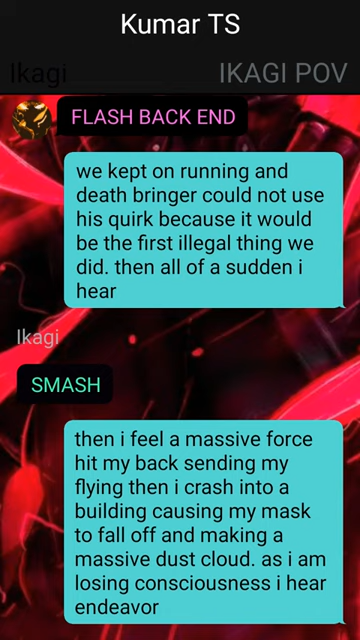 Kumar TS
Ikagi
IKAGI POV
FLASH BACK END
we kept on running and
death bringer could not use
his quirk because it would
be the first illegal thing we
did. then all of a sudden i
hear
Ikagi
SMASH
then i feel a massive force
hit my back sending my
flying then i crash into a
building causing my mask
to fall off and making a
massive dust cloud. as i am
losing consciousness i hear
endeavor